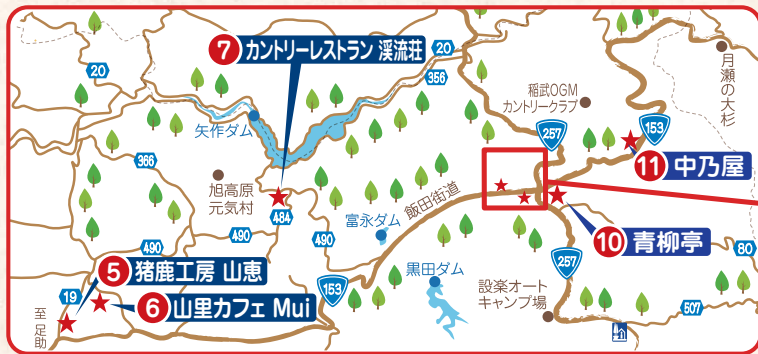 20
⑦ カントリーレストラン 渓流荘
20
356
稲武OGM
カントリークラブ
月瀬の大杉
矢作ダム
257
153
366
⑪ 中乃屋
旭高原
元気村
484
飯田街道
富永ダム
490
490
490
⑩ 青柳亭
80
⑤ 猪鹿工房 山恵
黒田ダム
257
153
設楽オート
キャンプ場
19
⑥ 山里カフェ Mui
507
至 足助